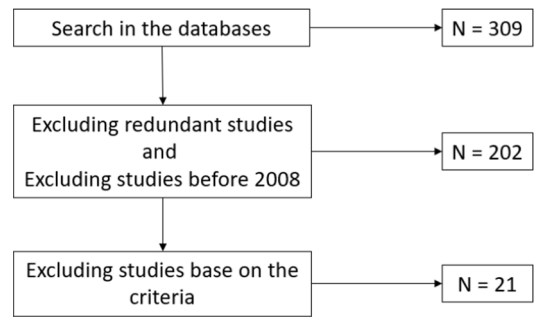 Search in the databases
N = 309
Excluding redundant studies
and
Excluding studies before 2008
N = 202
Excluding studies base on the
criteria
N = 21